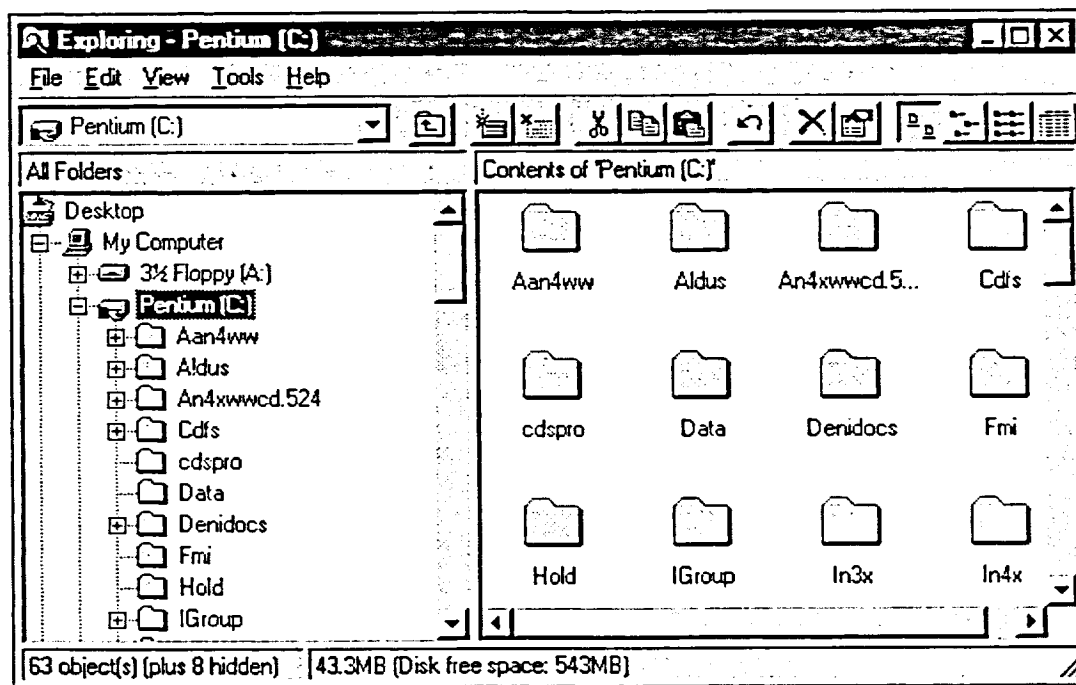 Exploring - Pentium (C:)
File Edit View Tools Help
Pentium (C:)
All Folders
Contents of 'Pentium (C:)'
Desktop
My Computer
3½ Floppy (A:)
Pentium (C:)
Aan4ww
Aldus
An4xwwcd.524
Cdfs
cdspro
Data
Denidocs
Fmi
Hold
IGroup
Aan4ww Aldus An4xwwcd.5... Cdfs
cdspro Data Denidocs Fmi
Hold IGroup In3x In4x
63 object(s) (plus 8 hidden) 43.3MB (Disk free space: 543MB)